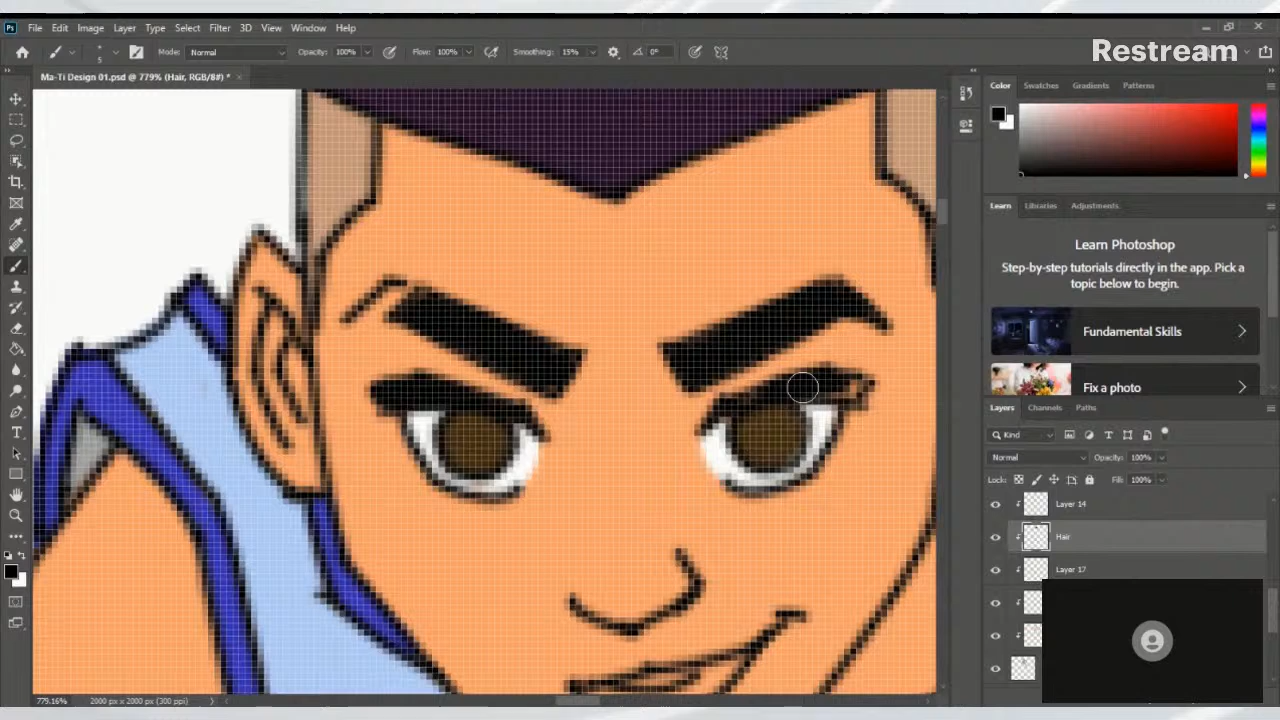 Ps File Edit Image Layer Type Select Filter 3D View Window Help
5 Mode: Normal Opacity: 100% Flow: 100% Smoothing: 15% 0°
Restream
Ma-Ti Design 01.psd @ 779% (Hair, RGB/8#) * ×
Color Swatches Gradients Patterns
Learn Libraries Adjustments
Learn Photoshop
Step-by-step tutorials directly in the app. Pick a
topic below to begin.
Fundamental Skills
Fix a photo
Layers Channels Paths
Kind
Normal Opacity: 100%
Lock: Fill: 100%
Layer 14
Hair
Layer 17
779.16% 2000 px x 2000 px (300 ppi)